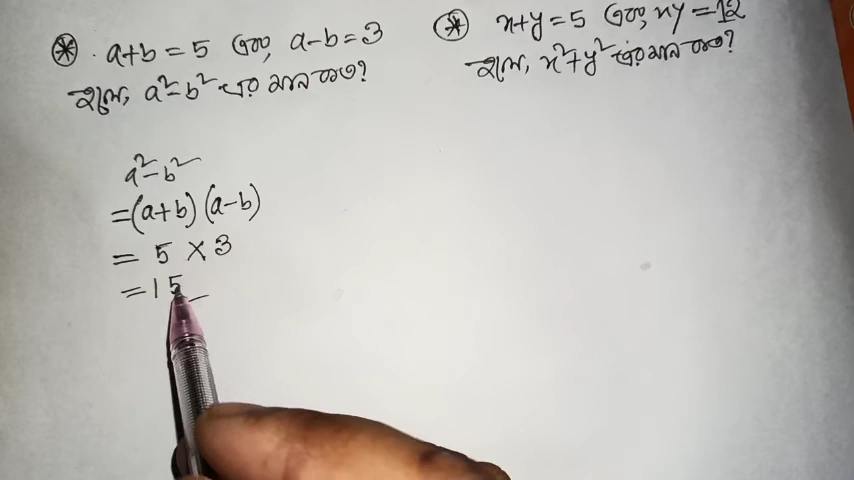 a+b = 5 এবং, a-b = 3
হলে, a²-b² এর মান কত?
x+y = 5 এবং, xy = 12
হলে, x²+y² এর মান কত?
a²-b²
=(a+b) (a-b)
= 5 × 3
= 15